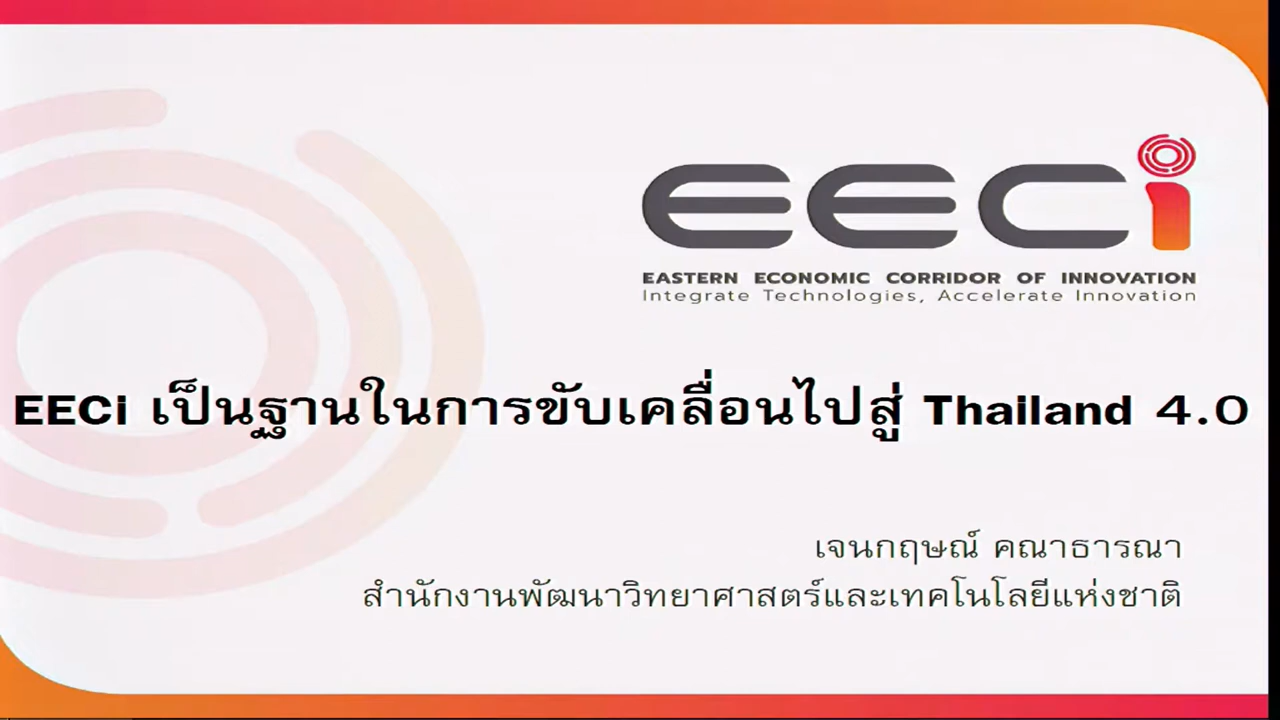 EECi
EASTERN ECONOMIC CORRIDOR OF INNOVATION
Integrate Technologies, Accelerate Innovation
EECi เป็นฐานในการขับเคลื่อนไปสู่ Thailand 4.0
เจนกฤษณ์ คณาธารณา
สำนักงานพัฒนาวิทยาศาสตร์และเทคโนโลยีแห่งชาติ